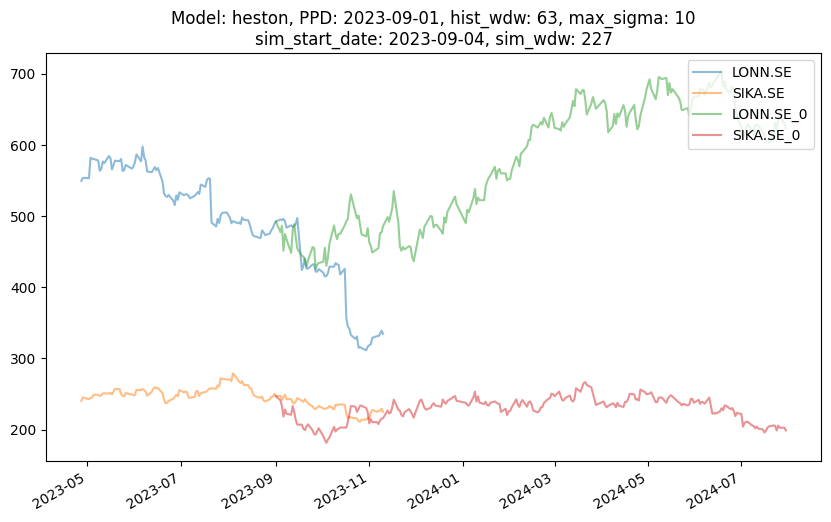 Model: heston, PPD: 2023-09-01, hist_wdw: 63, max_sigma: 10
sim_start_date: 2023-09-04, sim_wdw: 227
LONN.SE
SIKA.SE
LONN.SE_0
SIKA.SE_0
700
600
500
400
300
200
2023-05
2023-07
2023-09
2023-11
2024-01
2024-03
2024-05
2024-07